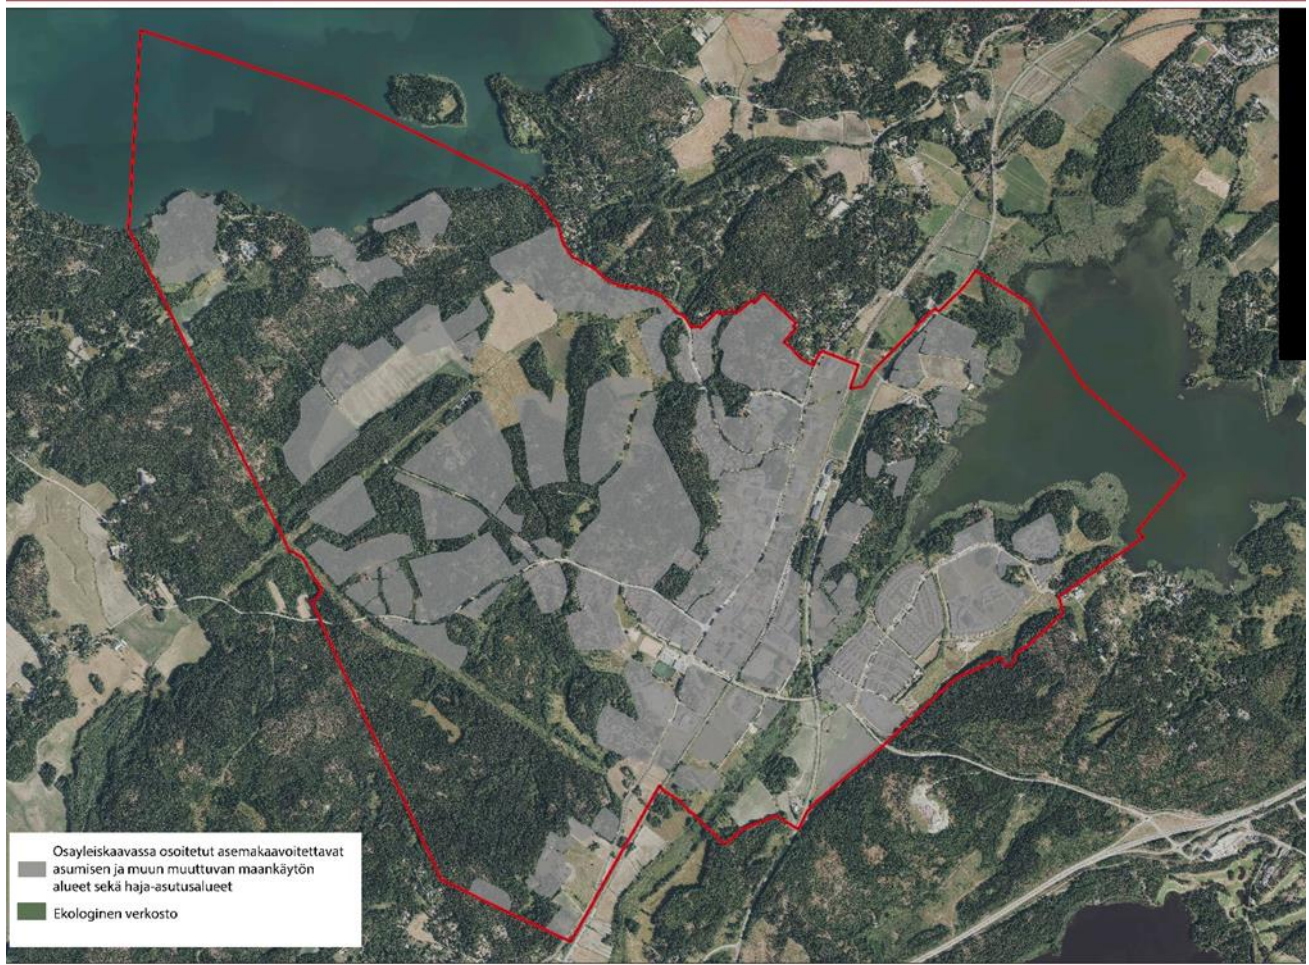 Osayleiskaavassa osoitetut asemakaavoitettavat
asumisen ja muun muuttuvan maankäytön
alueet sekä haja-asutusalueet
Ekologinen verkosto